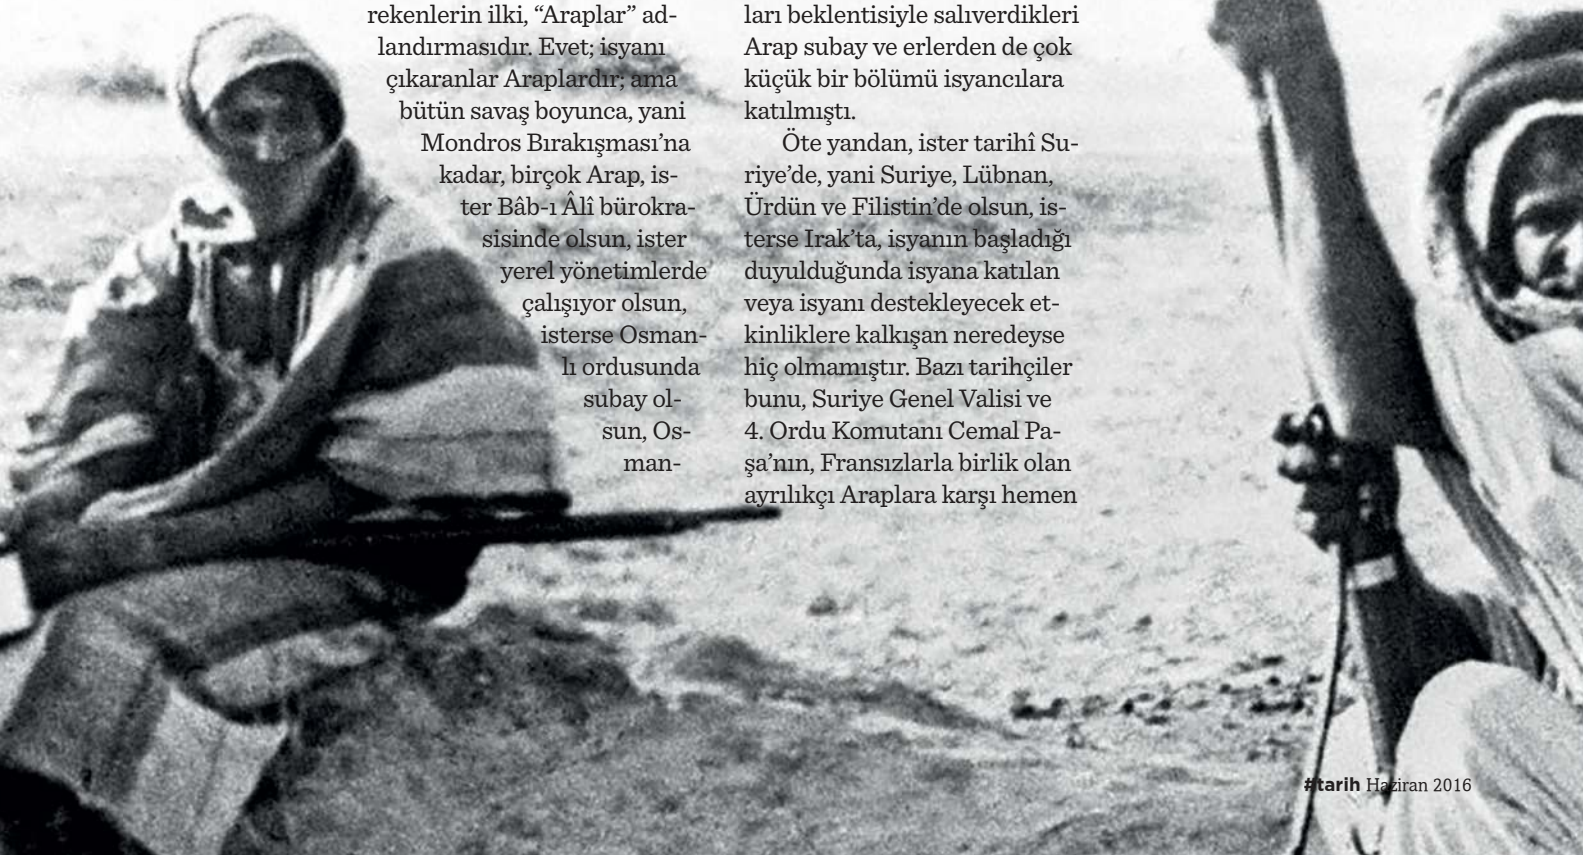 rekenlerin ilki, “Araplar” ad-
landırmasıdır. Evet; isyanı
çıkaranlar Araplardır; ama
bütün savaş boyunca, yani
Mondros Bırakışması’na
kadar, birçok Arap, is-
ter Bâb-ı Âlî bürokra-
sisinde olsun, ister
yerel yönetimlerde
çalışıyor olsun,
isterse Osman-
lı ordusunda
subay ol-
sun, Os-
man-
ları beklentisiyle salıverdikleri
Arap subay ve erlerden de çok
küçük bir bölümü isyancılara
katılmıştı.
Öte yandan, ister tarihî Su-
riye’de, yani Suriye, Lübnan,
Ürdün ve Filistin’de olsun, is-
terse Irak’ta, isyanın başladığı
duyulduğunda isyana katılan
veya isyanı destekleyecek et-
kinliklere kalkışan neredeyse
hiç olmamıştır. Bazı tarihçiler
bunu, Suriye Genel Valisi ve
4. Ordu Komutanı Cemal Pa-
şa’nın, Fransızlarla birlik olan
ayrılıkçı Araplara karşı hemen
#tarih Haziran 2016